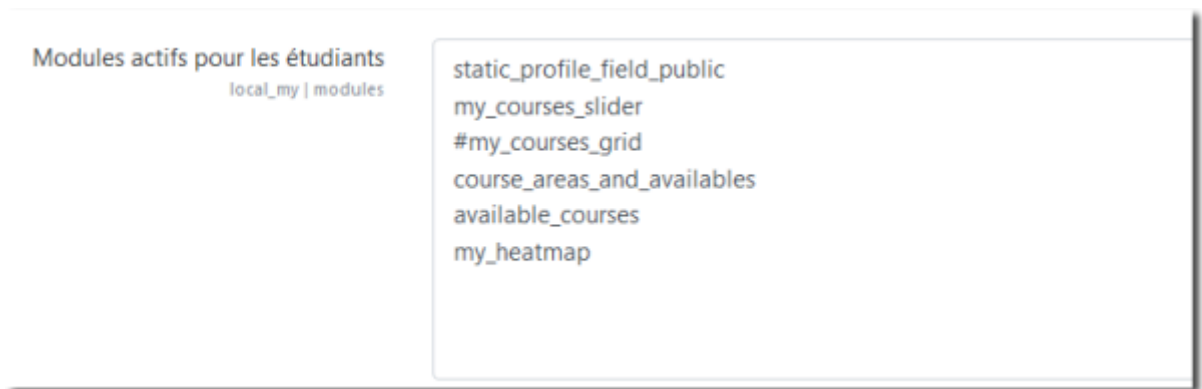 Modules actifs pour les étudiants
local_my | modules
static_profile_field_public
my_courses_slider
#my_courses_grid
course_areas_and_availables
available_courses
my_heatmap